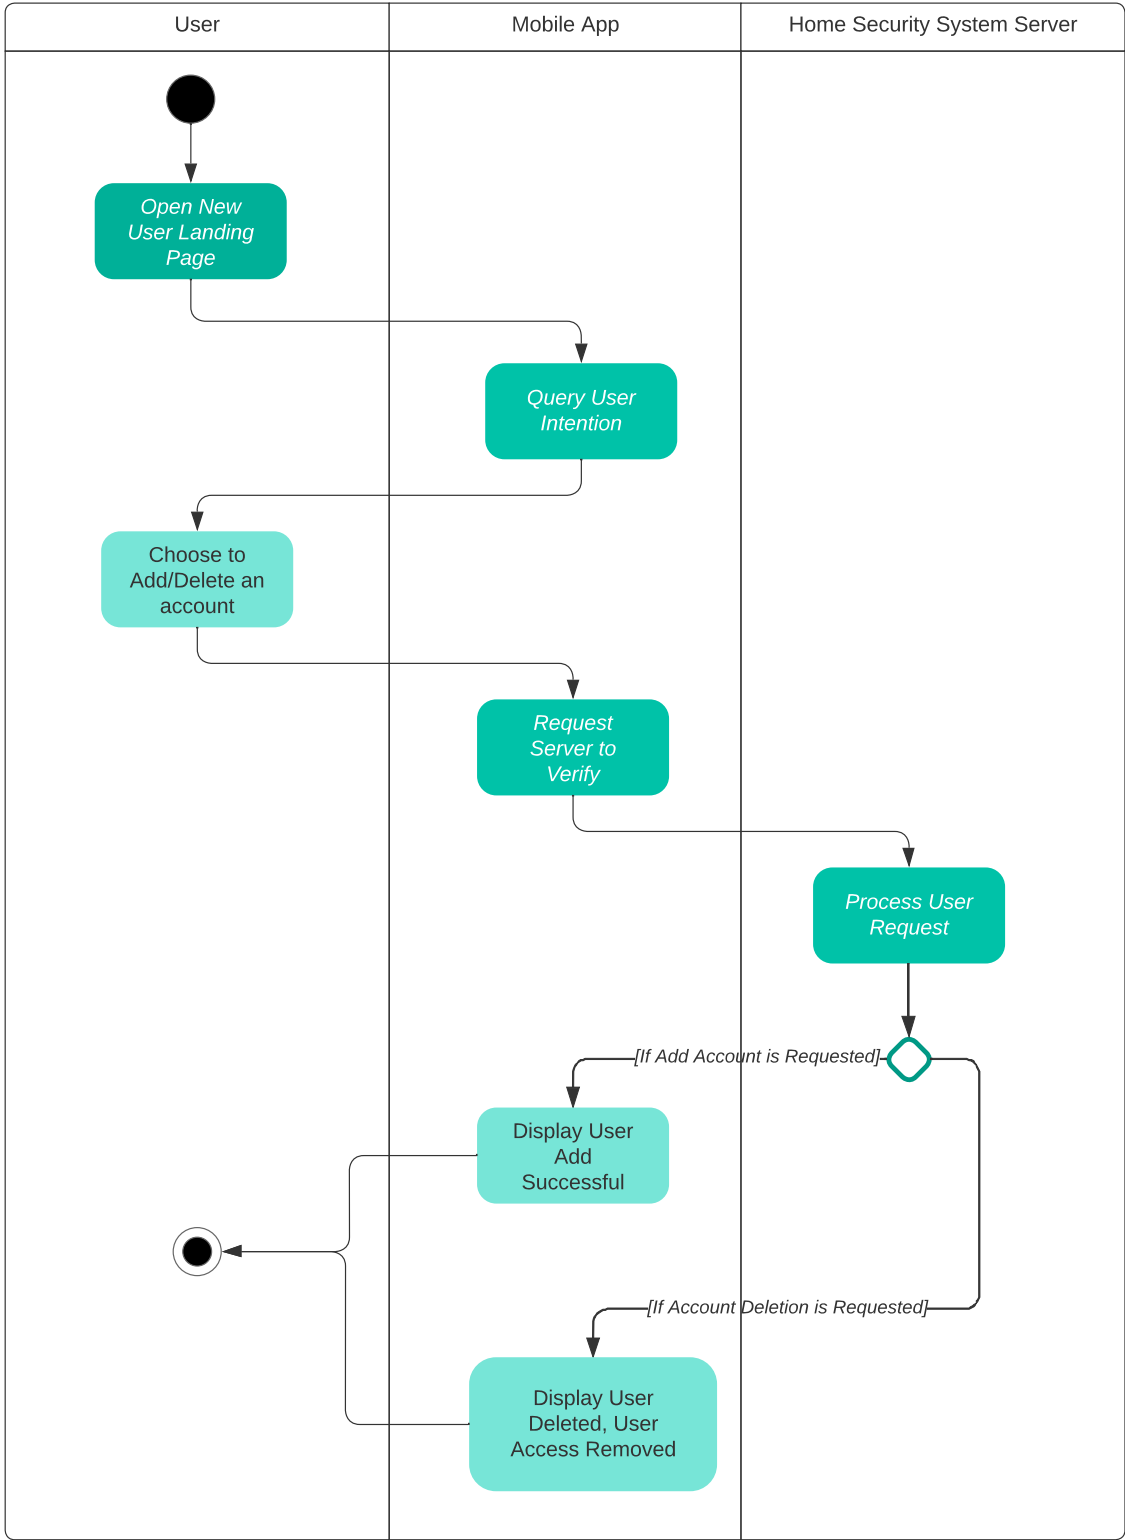 User
Mobile App
Home Security System Server
Open New
User Landing
Page
Query User
Intention
Choose to
Add/Delete an
account
Request
Server to
Verify
Process User
Request
[If Add Account is Requested]
Display User
Add
Successful
[If Account Deletion is Requested]
Display User
Deleted, User
Access Removed